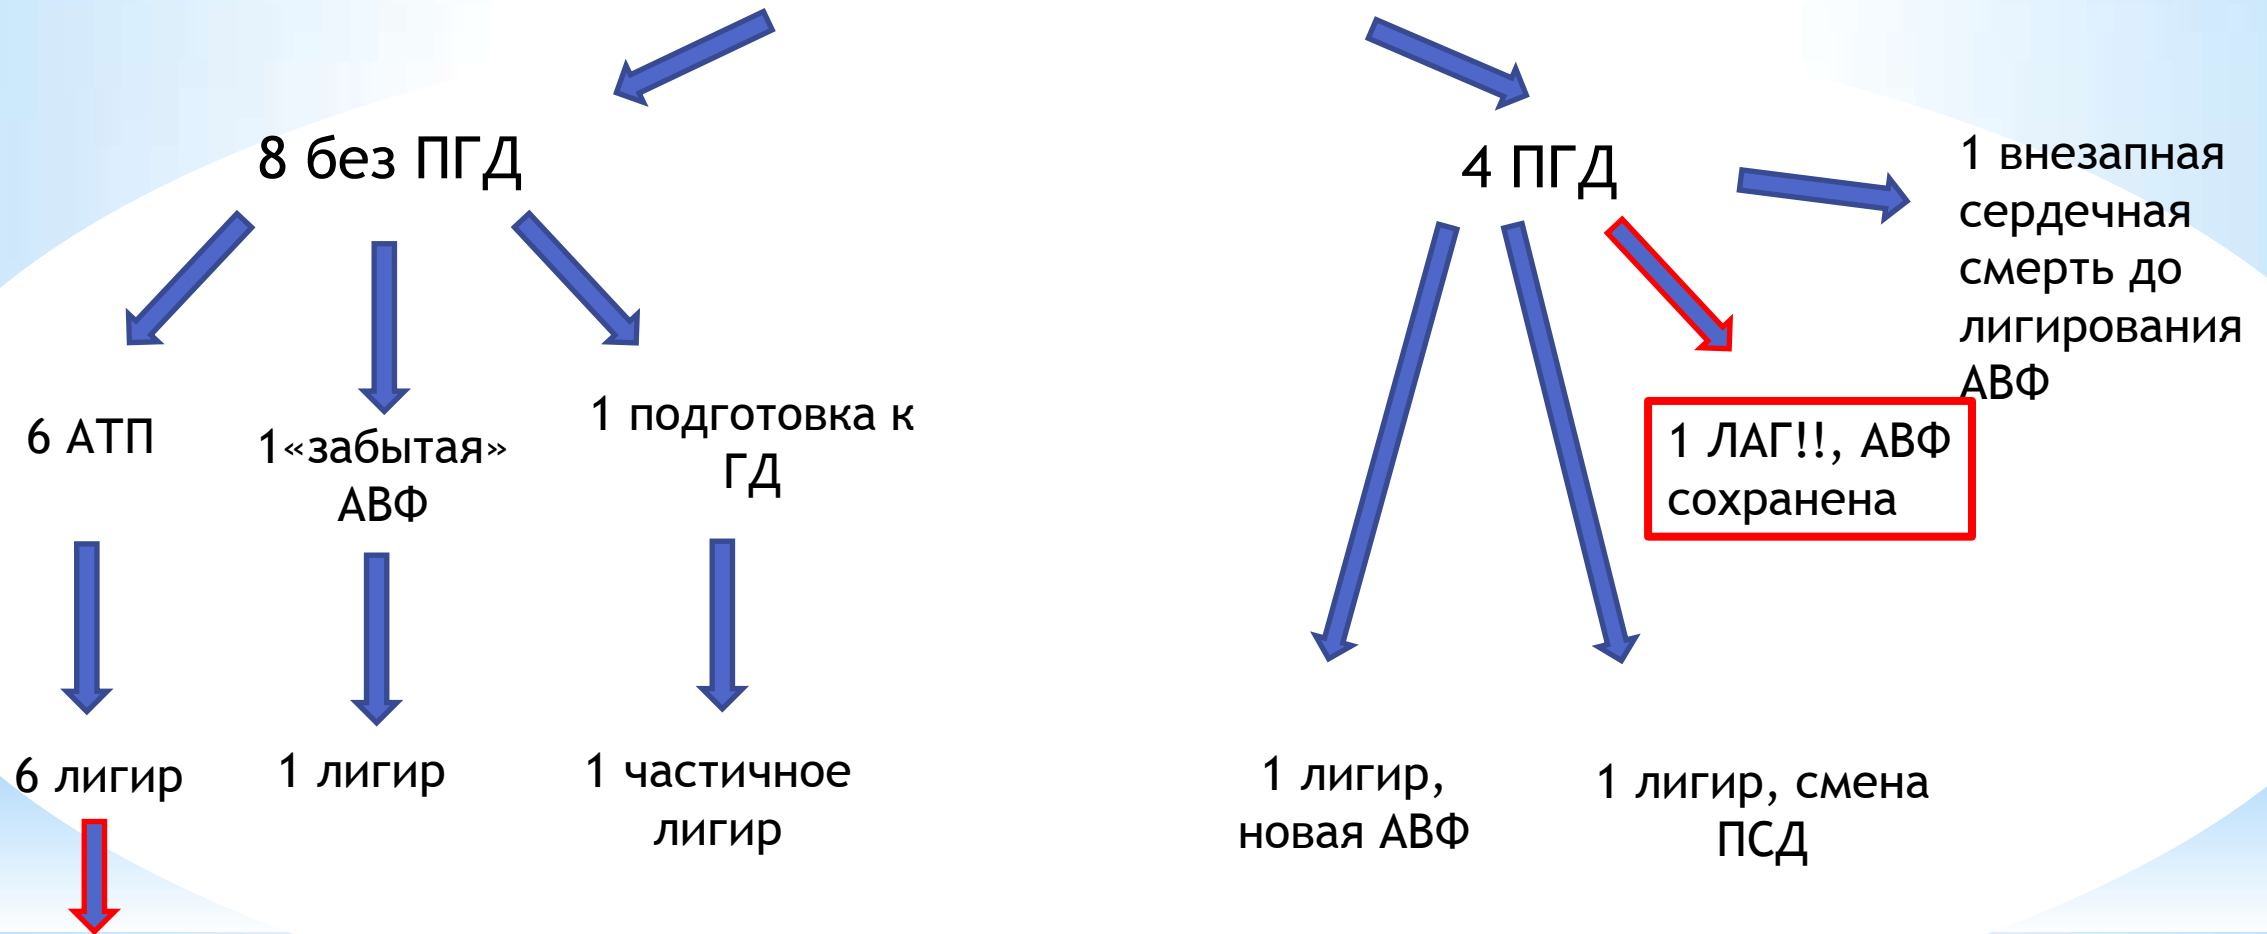 8 без ПГД
4 ПГД
1 внезапная
сердечная
смерть до
лигирования
АВФ
6 АТП
1«забытая»
АВФ
1 подготовка к
ГД
1 ЛАГ!!, АВФ
сохранена
6 лигир
1 лигир
1 частичное
лигир
1 лигир,
новая АВФ
1 лигир, смена
ПСД